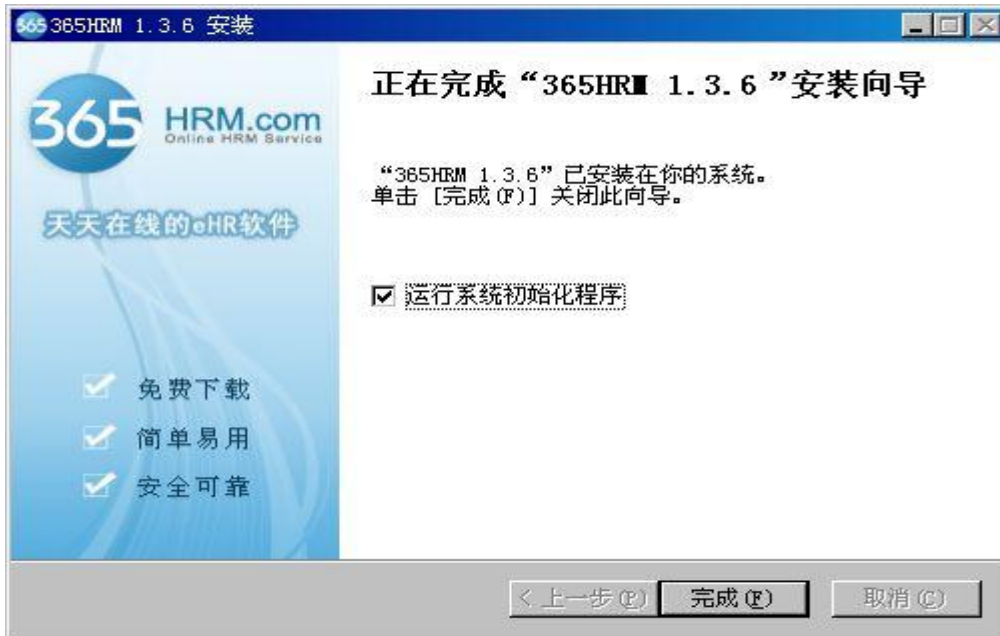 365 365HRM 1.3.6 安装
365 HRM.com
Online HRM Service
天天在线的eHR软件
免费下载
简单易用
安全可靠
正在完成“365HRM 1.3.6”安装向导
“365HRM 1.3.6”已安装在你的系统。
单击 [完成(F)] 关闭此向导。
运行系统初始化程序
< 上一步(P)
完成(F)
取消(C)